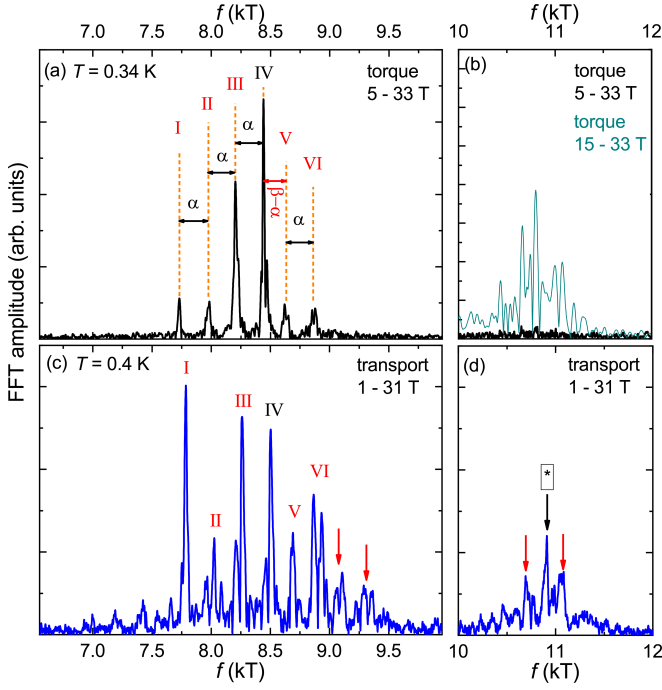 f (kT)
f (kT)
6.5 7.0 7.5 8.0 8.5 9.0
10 11 12
(a) T = 0.34 K
torque
5 - 33 T
I
II
III
IV
V
VI
α
α
α
β-α
α
(b)
torque
5 - 33 T
torque
15 - 33 T
FFT amplitude (arb. units)
(c) T = 0.4 K
transport
1 - 31 T
I
II
III
IV
V
VI
(d)
transport
1 - 31 T
*
6.5 7.0 7.5 8.0 8.5 9.0
10 11 12
f (kT)
f (kT)